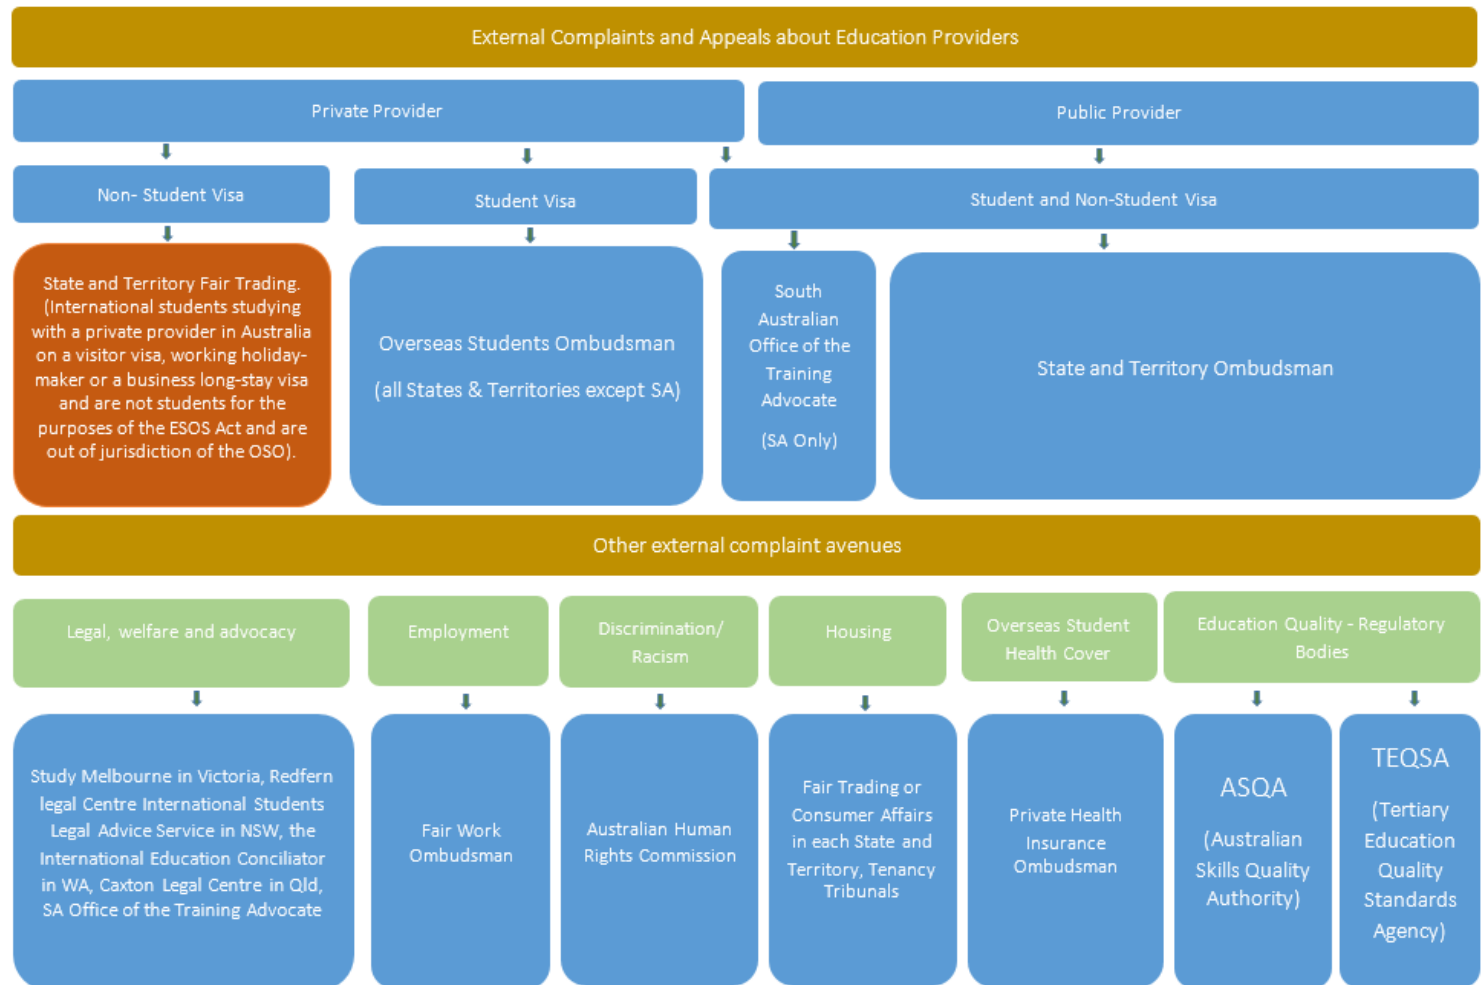 External Complaints and Appeals about Education Providers
Private Provider
Public Provider
Non- Student Visa
Student Visa
Student and Non-Student Visa
State and Territory Fair Trading.
(International students studying
with a private provider in Australia
on a visitor visa, working holiday-
maker or a business long-stay visa
and are not students for the
purposes of the ESOS Act and are
out of jurisdiction of the OSO).
Overseas Students Ombudsman
(all States & Territories except SA)
South
Australian
Office of the
Training
Advocate
(SA Only)
State and Territory Ombudsman
Other external complaint avenues
Legal, welfare and advocacy
Employment
Discrimination/
Racism
Housing
Overseas Student
Health Cover
Education Quality - Regulatory
Bodies
Study Melbourne in Victoria, Redfern
legal Centre International Students
Legal Advice Service in NSW, the
International Education Conciliator
in WA, Caxton Legal Centre in Qld,
SA Office of the Training Advocate
Fair Work
Ombudsman
Australian Human
Rights Commission
Fair Trading or
Consumer Affairs
in each State and
Territory, Tenancy
Tribunals
Private Health
Insurance
Ombudsman
ASQA
(Australian
Skills Quality
Authority)
TEQSA
(Tertiary
Education
Quality
Standards
Agency)